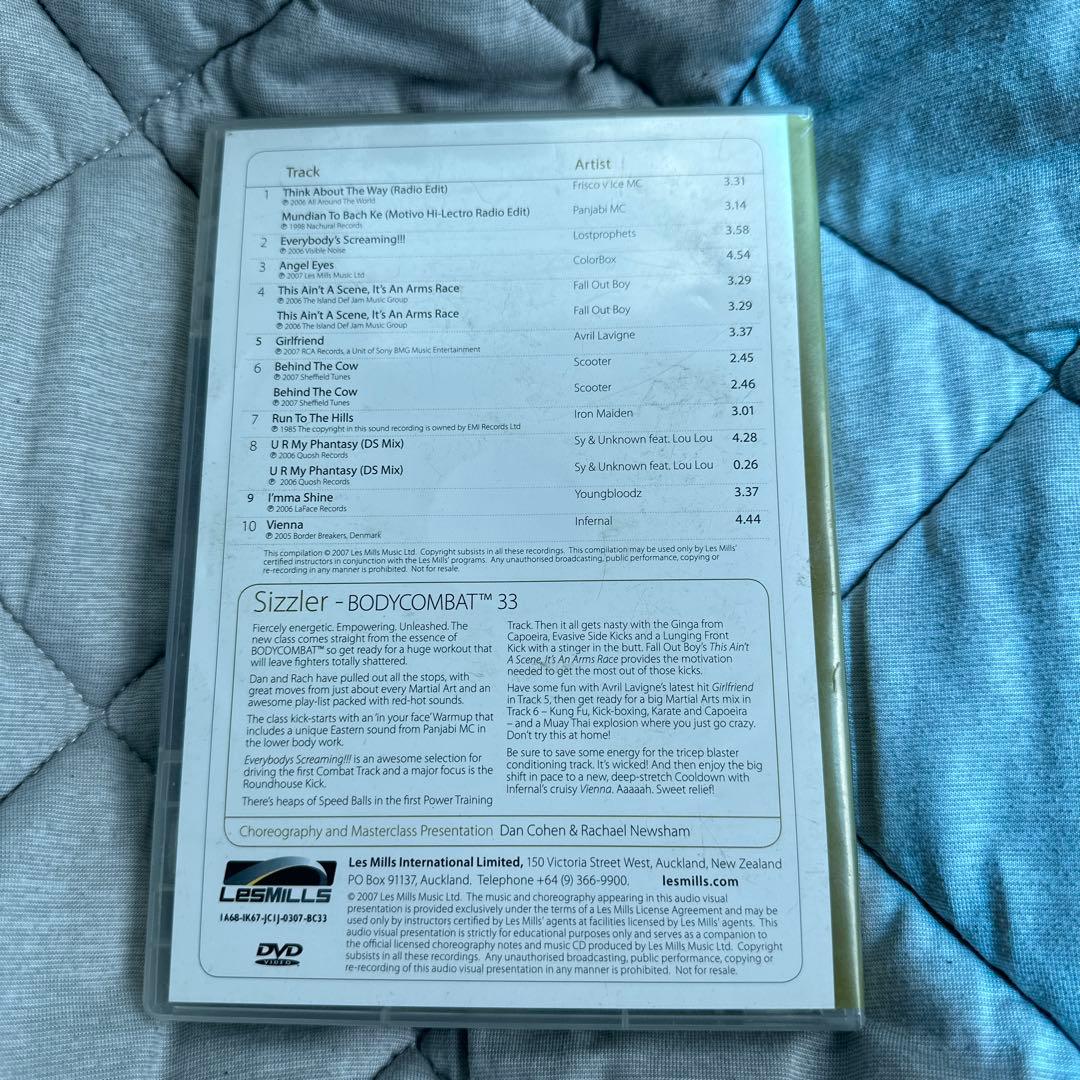 Track Artist
1 Think About The Way (Radio Edit) Frisco v Ice MC 3.31
℗ 2006 All Around The World
Mundian To Bach Ke (Motivo Hi-Lectro Radio Edit) Panjabi MC 3.14
℗ 1998 Nachural Records
2 Everybody's Screaming!!! Lostprophets 3.58
℗ 2006 Visible Noise
3 Angel Eyes ColorBox 4.54
℗ 2007 Les Mills Music Ltd
4 This Ain't A Scene, It's An Arms Race Fall Out Boy 3.29
℗ 2006 The Island Def Jam Music Group
This Ain't A Scene, It's An Arms Race Fall Out Boy 3.29
℗ 2006 The Island Def Jam Music Group
5 Girlfriend Avril Lavigne 3.37
℗ 2007 RCA Records, a Unit of Sony BMG Music Entertainment
6 Behind The Cow Scooter 2.45
℗ 2007 Sheffield Tunes
Behind The Cow Scooter 2.46
℗ 2007 Sheffield Tunes
7 Run To The Hills Iron Maiden 3.01
℗ 1985 The copyright in this sound recording is owned by EMI Records Ltd
8 U R My Phantasy (DS Mix) Sy & Unknown feat. Lou Lou 4.28
℗ 2006 Quosh Records
U R My Phantasy (DS Mix) Sy & Unknown feat. Lou Lou 0.26
℗ 2006 Quosh Records
9 I'mma Shine Youngbloodz 3.37
℗ 2006 LaFace Records
10 Vienna Infernal 4.44
℗ 2005 Border Breakers, Denmark
This compilation © 2007 Les Mills Music Ltd. Copyright subsists in all these recordings. This compilation may be used only by Les Mills'
certified instructors in conjunction with the Les Mills' programs. Any unauthorised broadcasting, public performance, copying or
re-recording in any manner is prohibited. Not for resale.
Sizzler - BODYCOMBAT™ 33
Fiercely energetic. Empowering. Unleashed. The
new class comes straight from the essence of
BODYCOMBAT™ so get ready for a huge workout that
will leave fighters totally shattered.
Dan and Rach have pulled out all the stops, with
great moves from just about every Martial Art and an
awesome play-list packed with red-hot sounds.
The class kick-starts with an 'in your face' Warmup that
includes a unique Eastern sound from Panjabi MC in
the lower body work.
Everybodys Screaming!!! is an awesome selection for
driving the first Combat Track and a major focus is the
Roundhouse Kick.
There's heaps of Speed Balls in the first Power Training
Track. Then it all gets nasty with the Ginga from
Capoeira, Evasive Side Kicks and a Lunging Front
Kick with a stinger in the butt. Fall Out Boy's This Ain't
A Scene, It's An Arms Race provides the motivation
needed to get the most out of those kicks.
Have some fun with Avril Lavigne's latest hit Girlfriend
in Track 5, then get ready for a big Martial Arts mix in
Track 6 – Kung Fu, Kick-boxing, Karate and Capoeira
– and a Muay Thai explosion where you just go crazy.
Don't try this at home!
Be sure to save some energy for the tricep blaster
conditioning track. It's wicked! And then enjoy the big
shift in pace to a new, deep-stretch Cooldown with
Infernal's cruisy Vienna. Aaaaah. Sweet relief!
Choreography and Masterclass Presentation Dan Cohen & Rachael Newsham
LESMILLS
1A6B-IK67-JC1J-0307-BC33
DVD
VIDEO
Les Mills International Limited, 150 Victoria Street West, Auckland, New Zealand
PO Box 91137, Auckland. Telephone +64 (9) 366-9900. lesmills.com
© 2007 Les Mills Music Ltd. The music and choreography appearing in this audio visual
presentation is provided exclusively under the terms of a Les Mills License Agreement and may be
used only by instructors certified by Les Mills' agents at facilities licensed by Les Mills' agents. This
audio visual presentation is strictly for educational purposes only and serves as a companion to
the official licensed choreography notes and music CD produced by Les Mills Music Ltd. Copyright
subsists in all these recordings. Any unauthorised broadcasting, public performance, copying or
re-recording of this audio visual presentation in any manner is prohibited. Not for resale.